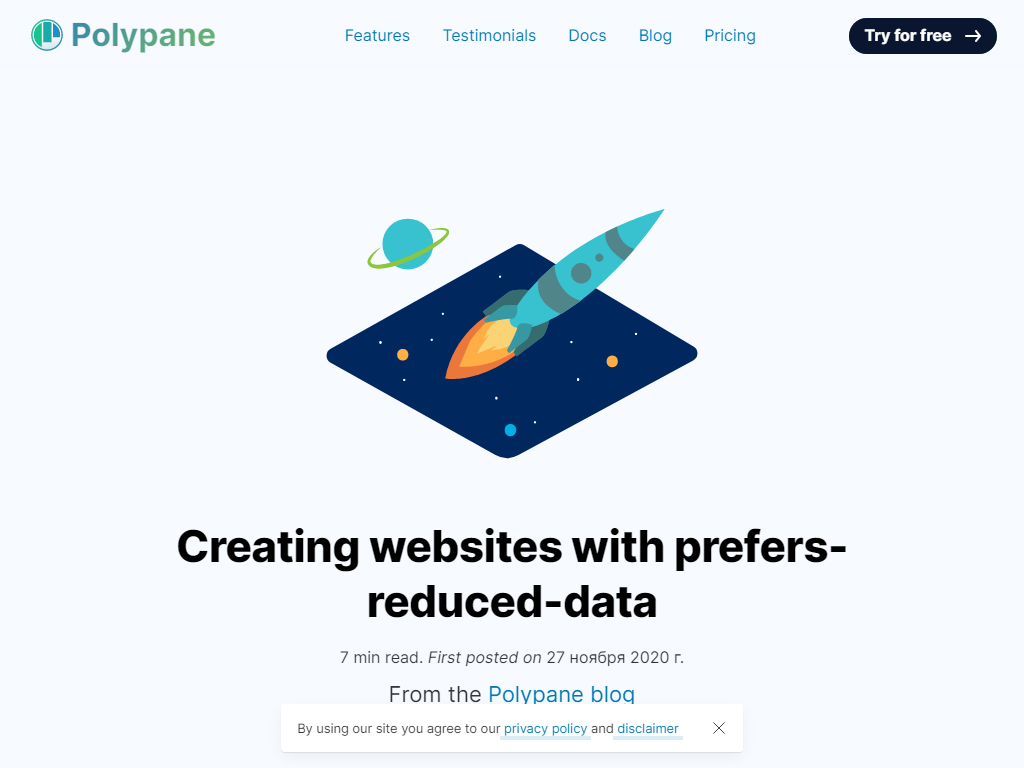 Polypane
Features
Testimonials
Docs
Blog
Pricing
Try for free
Creating websites with prefers-
reduced-data
7 min read. First posted on 27 ноября 2020 г.
From the Polypane blog
By using our site you agree to our privacy policy and disclaimer